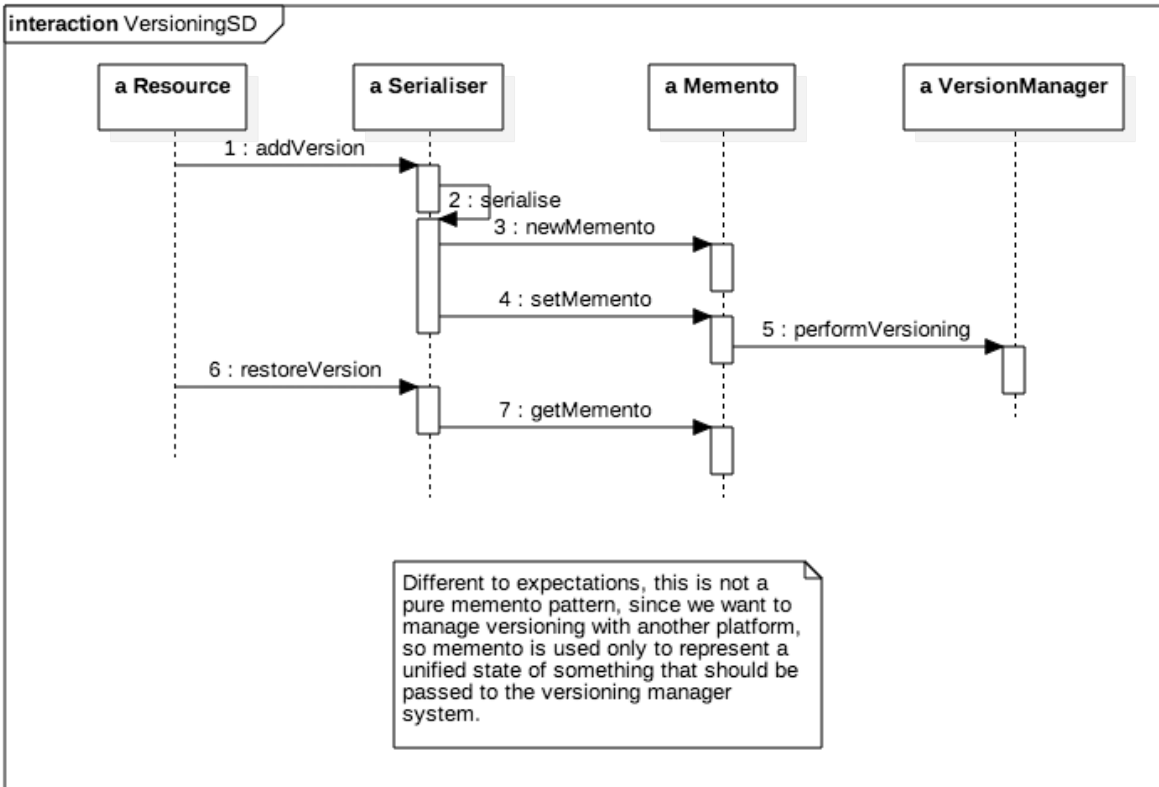 interaction VersioningSD
a Resource
a Serialiser
a Memento
a VersionManager
1 : addVersion
2 : serialise
3 : newMemento
4 : setMemento
5 : performVersioning
6 : restoreVersion
7 : getMemento
Different to expectations, this is not a
pure memento pattern, since we want to
manage versioning with another platform,
so memento is used only to represent a
unified state of something that should be
passed to the versioning manager
system.